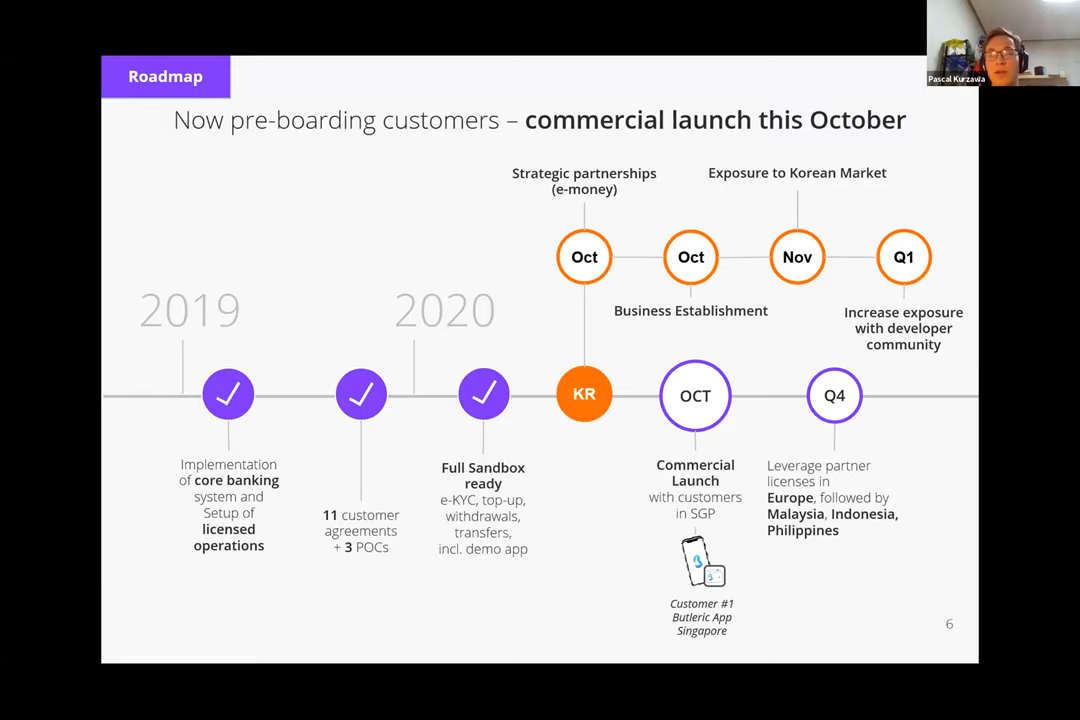 Roadmap
Pascal Kurzawa
Now pre-boarding customers – commercial launch this October
Strategic partnerships
(e-money)
Exposure to Korean Market
Oct
Oct
Nov
Q1
Business Establishment
Increase exposure
with developer
community
2019
2020
KR
OCT
Q4
Implementation
of core banking
system and
Setup of
licensed
operations
11 customer
agreements
+ 3 POCs
Full Sandbox
ready
e-KYC, top-up,
withdrawals,
transfers,
incl. demo app
Commercial
Launch
with customers
in SGP
Customer #1
Butleric App
Singapore
Leverage partner
licenses in
Europe, followed by
Malaysia, Indonesia,
Philippines
6